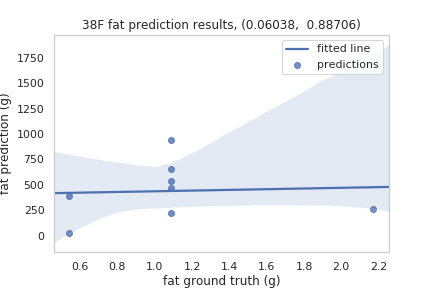 38F fat prediction results, (0.06038,  0.88706)
fitted line
predictions
fat prediction (g)
1750
1500
1250
1000
750
500
250
0
0.6 0.8 1.0 1.2 1.4 1.6 1.8 2.0 2.2
fat ground truth (g)